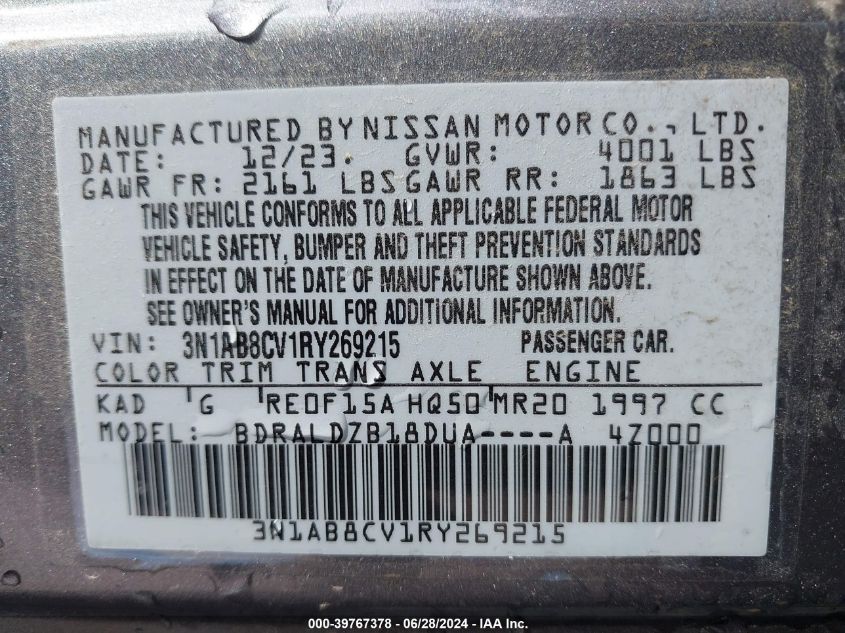 MANUFACTURED BY NISSAN MOTOR CO., LTD.
DATE: 12/23. GVWR: 4001 LBS
GAWR FR: 2161 LBS GAWR RR: 1863 LBS
THIS VEHICLE CONFORMS TO ALL APPLICABLE FEDERAL MOTOR
VEHICLE SAFETY, BUMPER AND THEFT PREVENTION STANDARDS
IN EFFECT ON THE DATE OF MANUFACTURE SHOWN ABOVE.
SEE OWNER'S MANUAL FOR ADDITIONAL INFORMATION.
VIN: 3N1AB8CV1RY269215 PASSENGER CAR.
COLOR TRIM TRANS AXLE ENGINE
KAD G RE0F15A HQ50 MR20 1997 CC
MODEL: BDRALDZB18DUA----A 4Z000
3N1AB8CV1RY269215
000-39767378 - 06/28/2024 - IAA Inc.